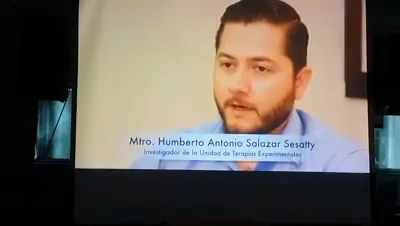 Mtro. Humberto Antonio Salazar Sesatty
Investigador de la Unidad de Terapias Experimentales